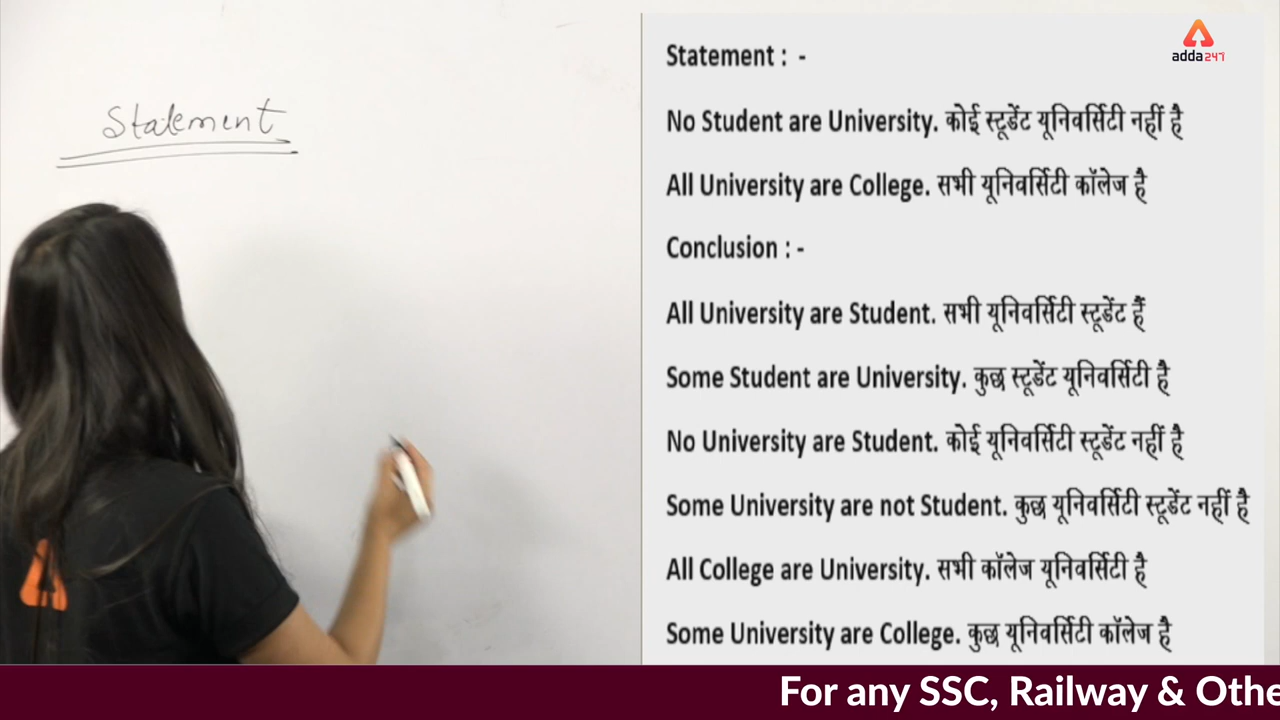 Statement
adda247
Statement : -
No Student are University. कोई स्टूडेंट यूनिवर्सिटी नहीं है
All University are College. सभी यूनिवर्सिटी कॉलेज है
Conclusion : -
All University are Student. सभी यूनिवर्सिटी स्टूडेंट हैं
Some Student are University. कुछ स्टूडेंट यूनिवर्सिटी है
No University are Student. कोई यूनिवर्सिटी स्टूडेंट नहीं है
Some University are not Student. कुछ यूनिवर्सिटी स्टूडेंट नहीं है
All College are University. सभी कॉलेज यूनिवर्सिटी है
Some University are College. कुछ यूनिवर्सिटी कॉलेज है
For any SSC, Railway & Othe